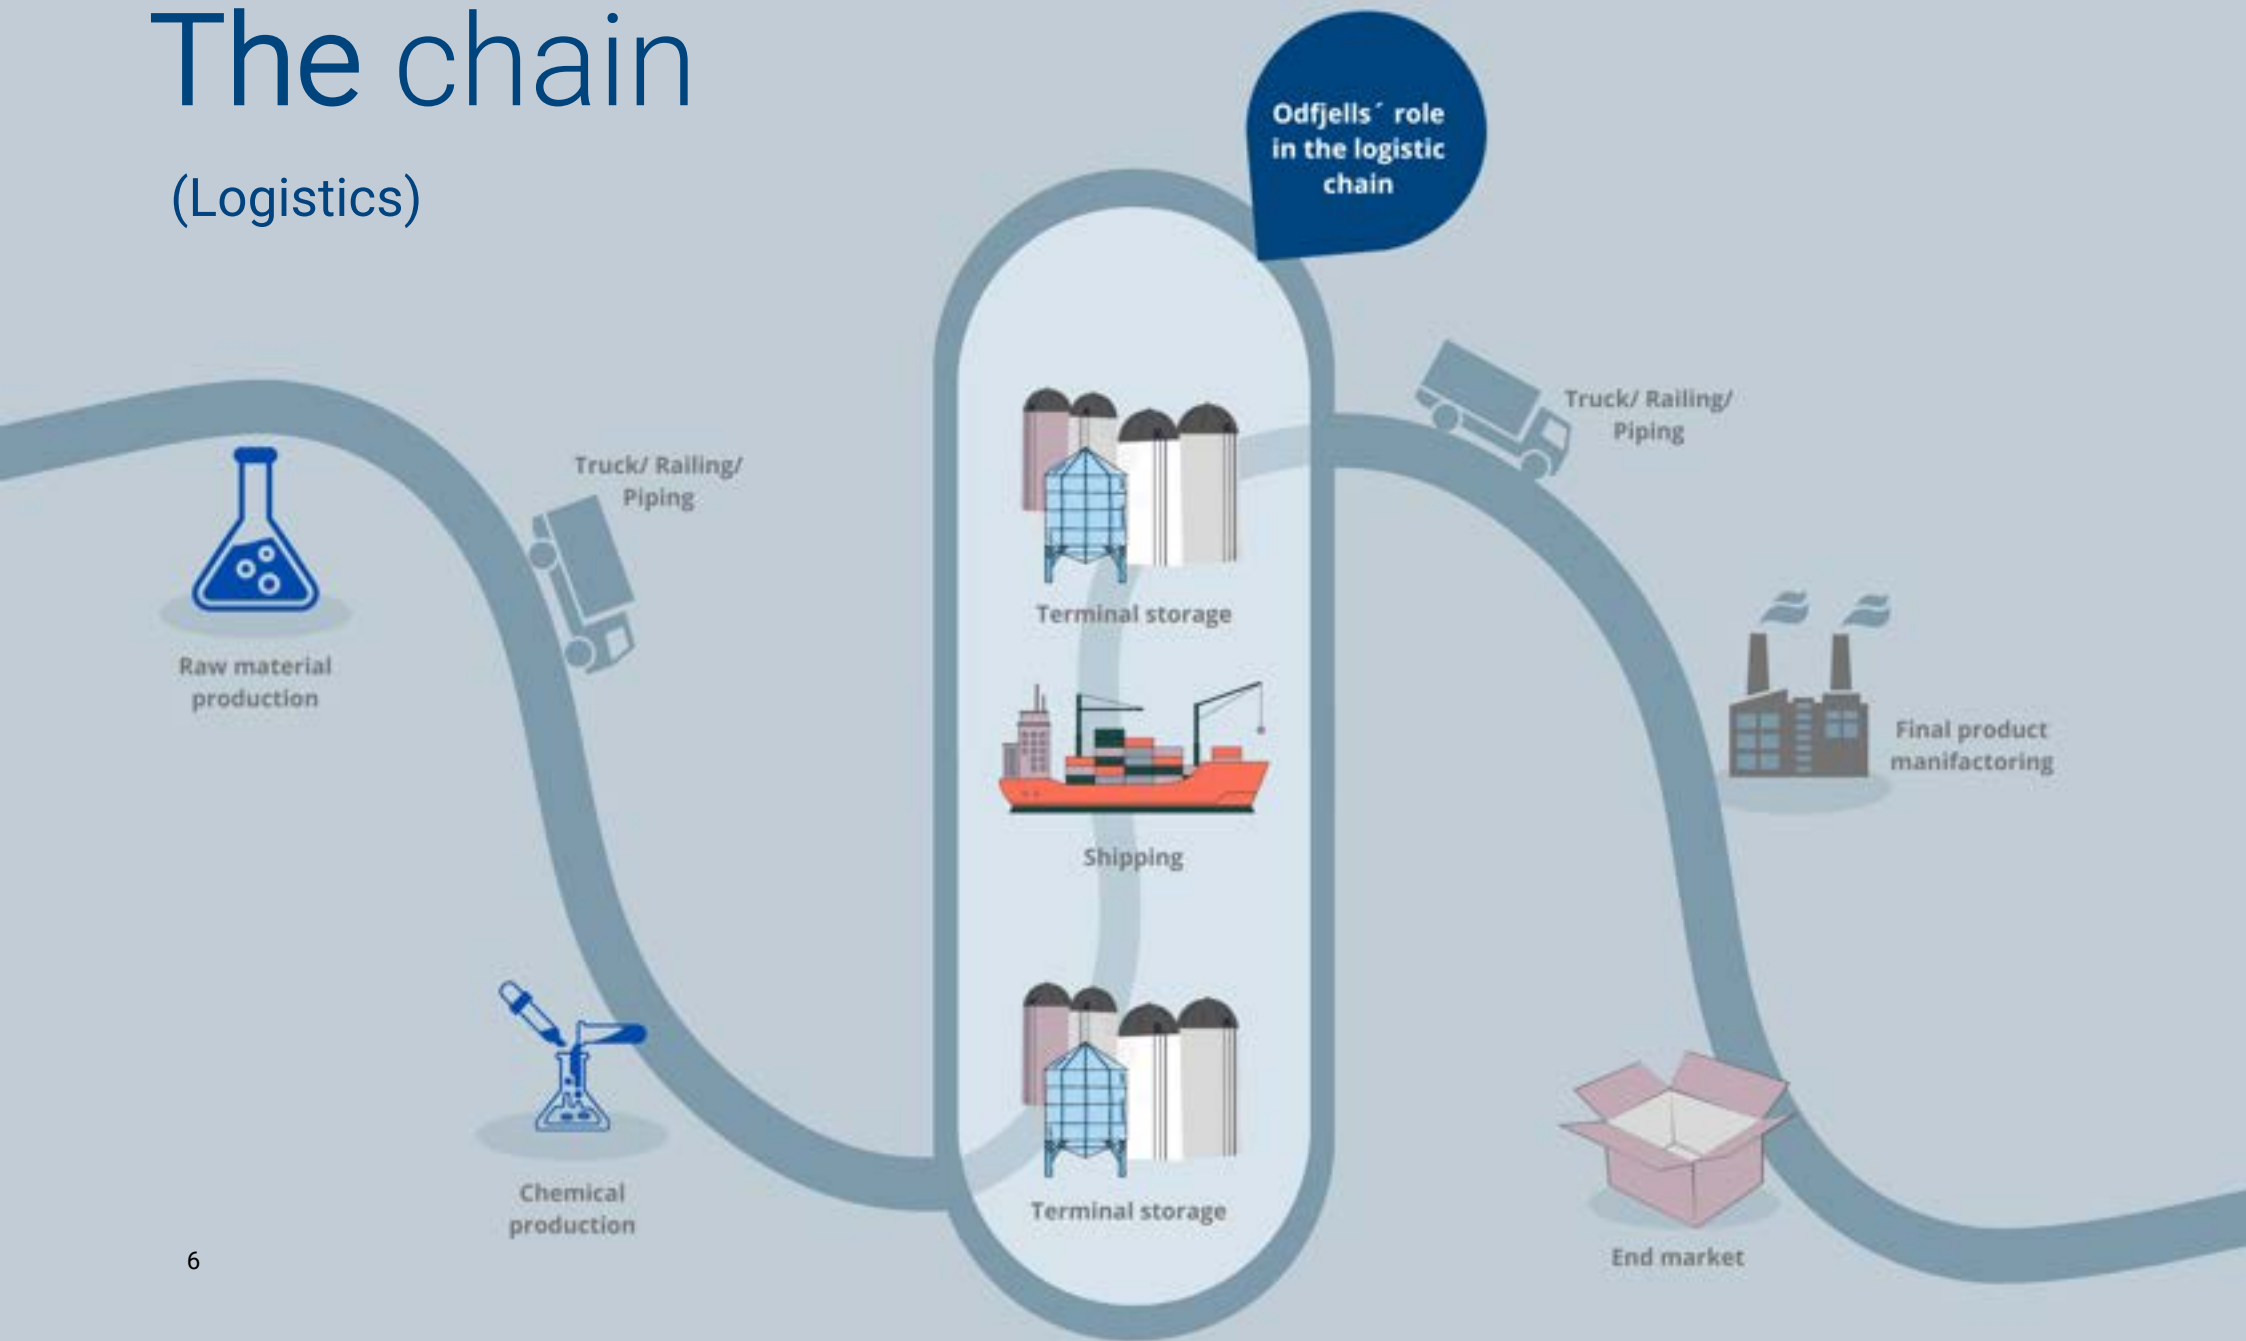 The chain
(Logistics)
Odfjells´ role
in the logistic
chain
Raw material
production
Truck/ Railing/
Piping
Chemical
production
Terminal storage
Shipping
Terminal storage
Truck/ Railing/
Piping
Final product
manifactoring
End market
6